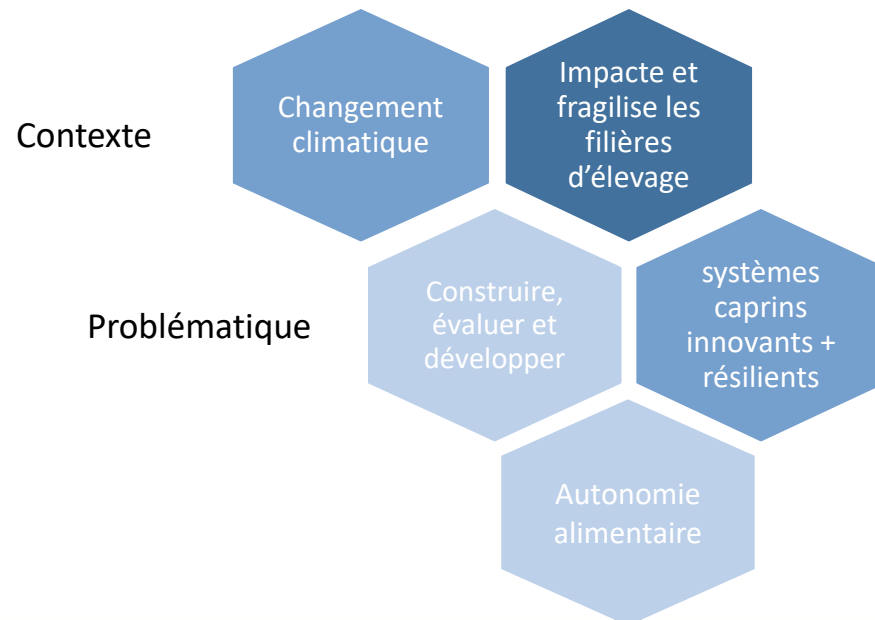 Contexte
Changement
climatique
Impacte et
fragilise les
filières
d'élevage
Problématique
Construire,
évaluer et
développer
systèmes
caprins
innovants +
résilients
Autonomie
alimentaire